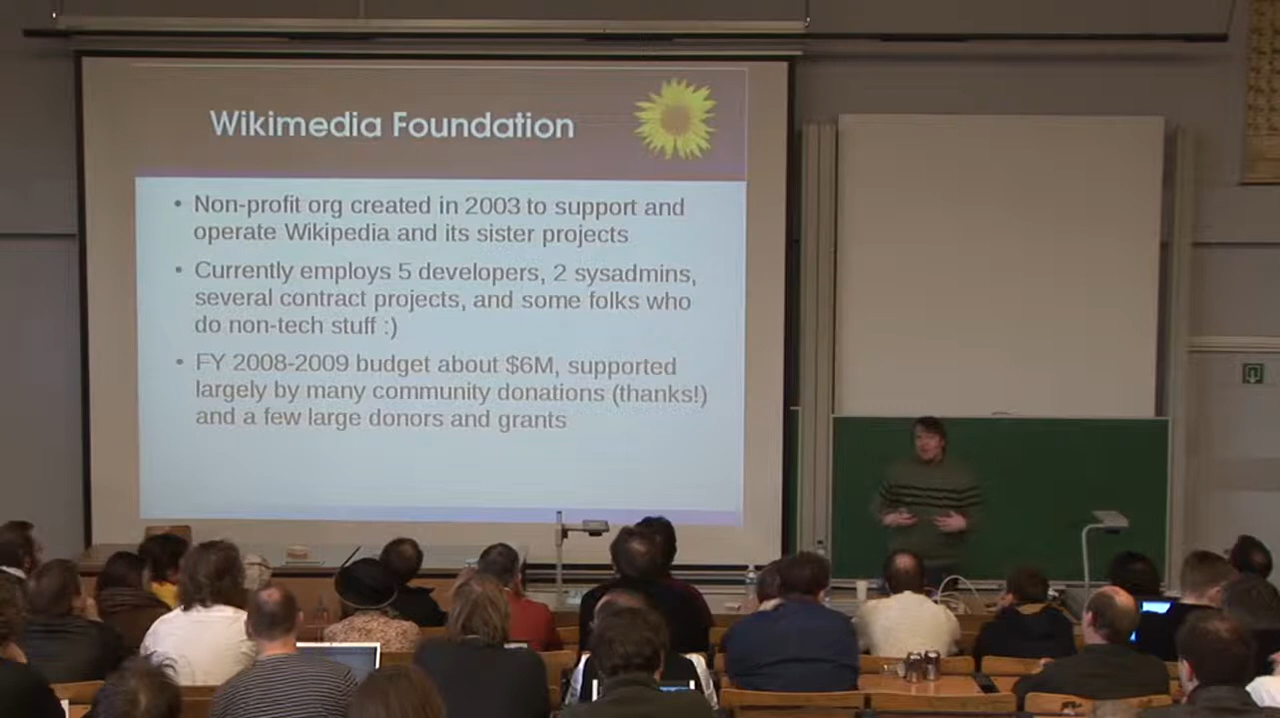 Wikimedia Foundation
• Non-profit org created in 2003 to support and
operate Wikipedia and its sister projects
• Currently employs 5 developers, 2 sysadmins,
several contract projects, and some folks who
do non-tech stuff :)
• FY 2008-2009 budget about $6M, supported
largely by many community donations (thanks!)
and a few large donors and grants